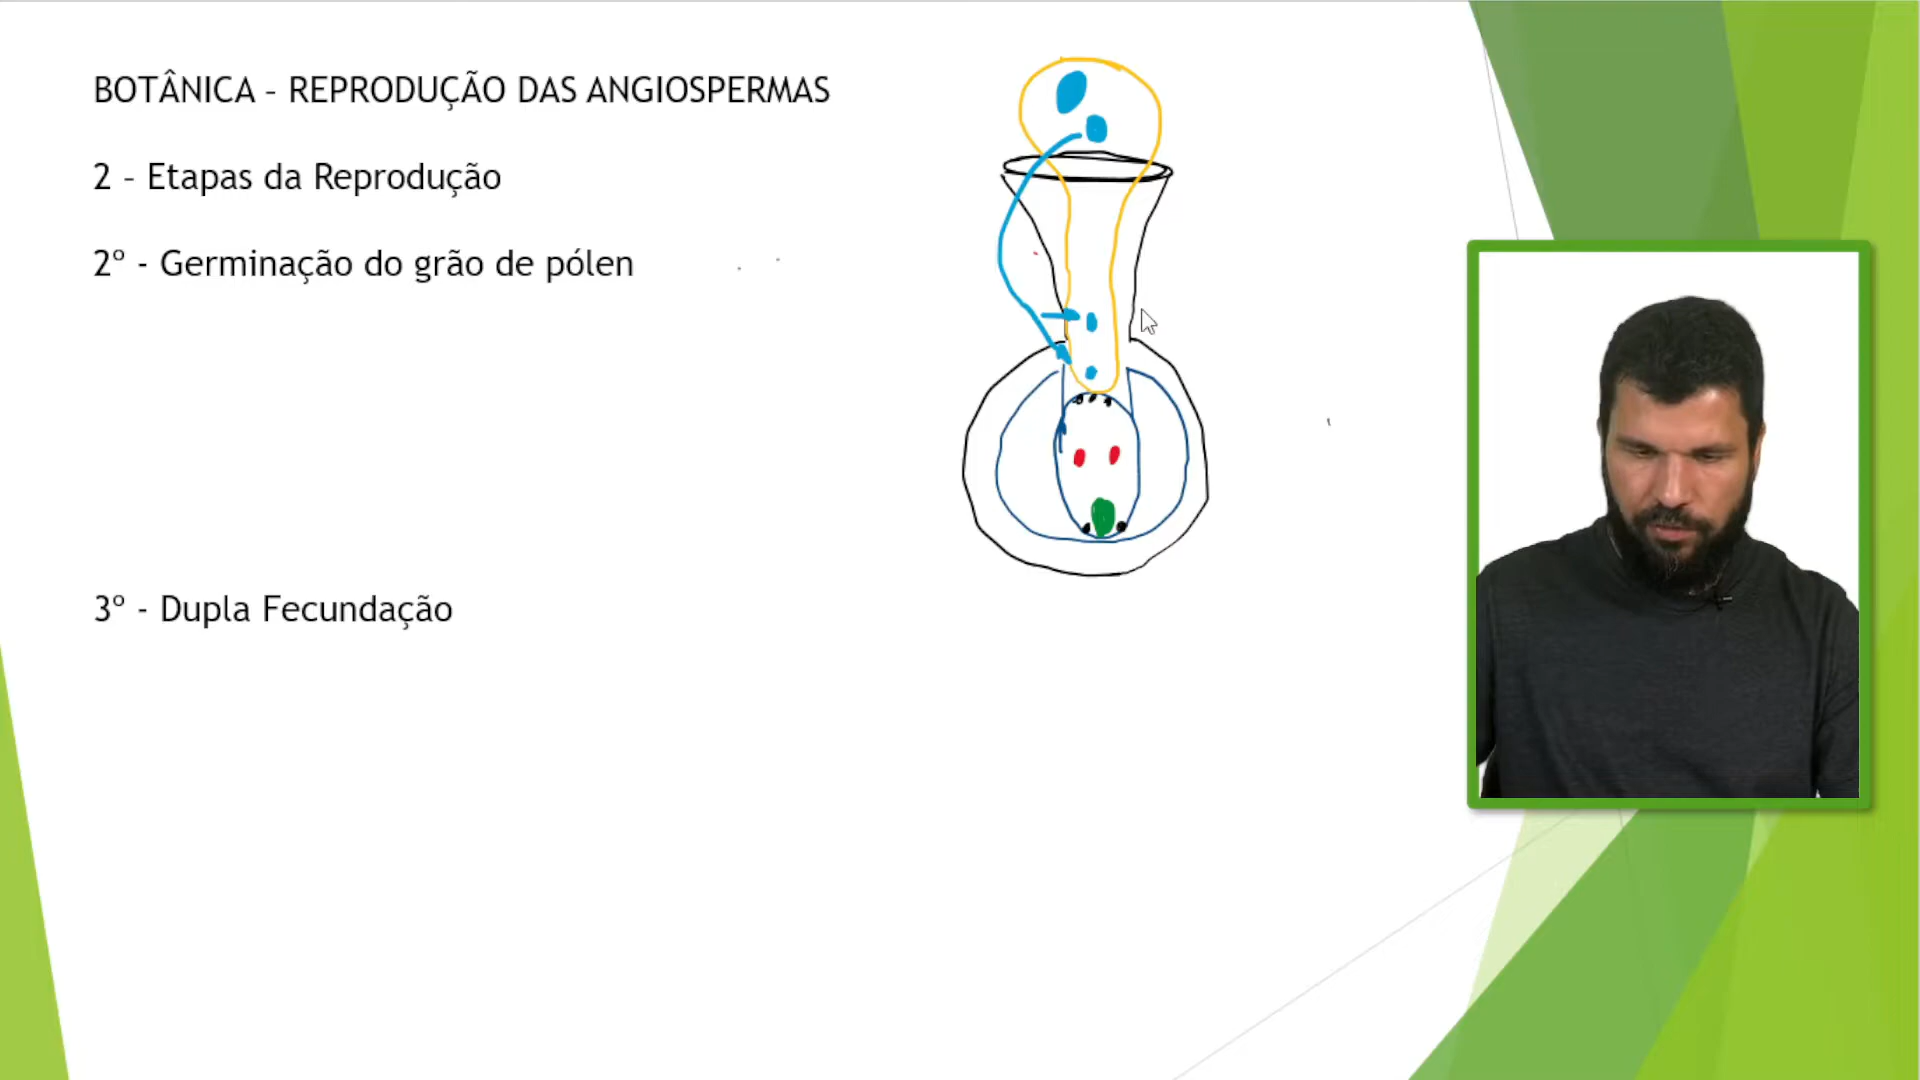 BOTÂNICA – REPRODUÇÃO DAS ANGIOSPERMAS
2 – Etapas da Reprodução
2º - Germinação do grão de pólen
3º - Dupla Fecundação